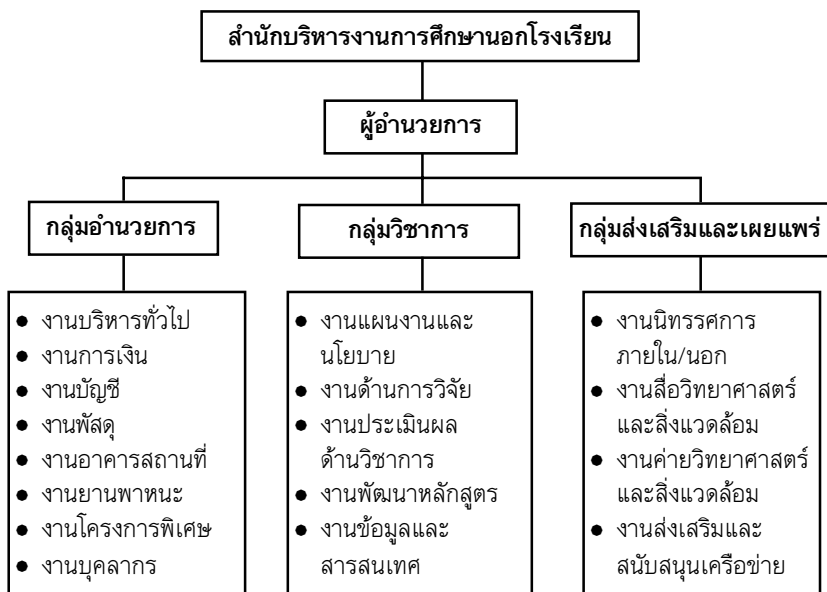 สำนักบริหารงานการศึกษานอกโรงเรียน
ผู้อำนวยการ
กลุ่มอำนวยการ
● งานบริหารทั่วไป
● งานการเงิน
● งานบัญชี
● งานพัสดุ
● งานอาคารสถานที่
● งานยานพาหนะ
● งานโครงการพิเศษ
● งานบุคลากร
กลุ่มวิชาการ
● งานแผนงานและ
นโยบาย
● งานด้านการวิจัย
● งานประเมินผล
ด้านวิชาการ
● งานพัฒนาหลักสูตร
● งานข้อมูลและ
สารสนเทศ
กลุ่มส่งเสริมและเผยแพร่
● งานนิทรรศการ
ภายใน/นอก
● งานสื่อวิทยาศาสตร์
และสิ่งแวดล้อม
● งานค่ายวิทยาศาสตร์
และสิ่งแวดล้อม
● งานส่งเสริมและ
สนับสนุนเครือข่าย